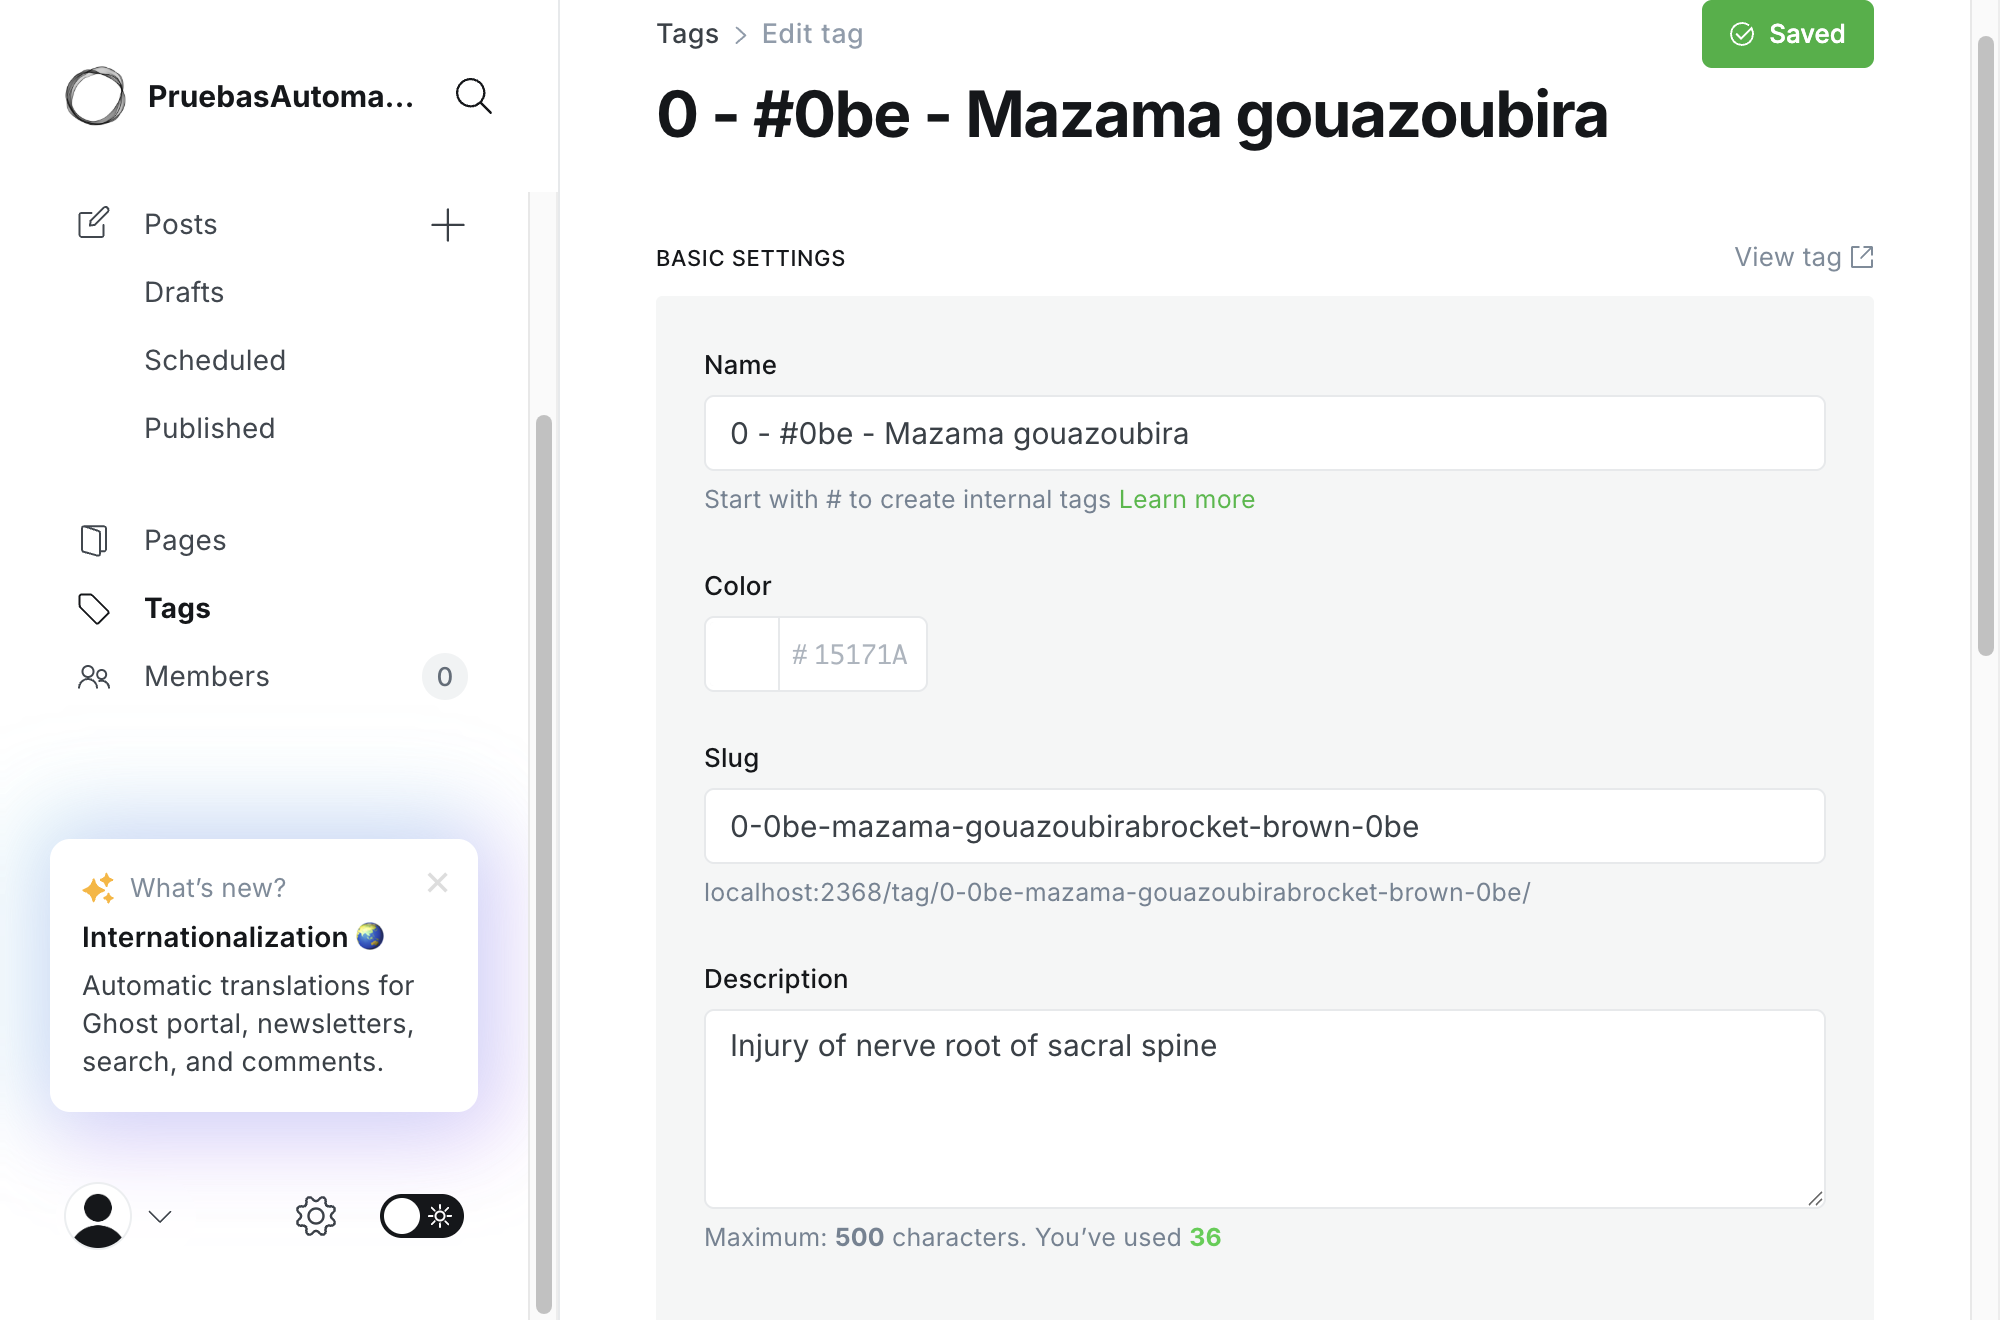 PruebasAutoma...
Posts
Drafts
Scheduled
Published
Pages
Tags
Members
0
What’s new?
Internationalization
Automatic translations for
Ghost portal, newsletters,
search, and comments.
Tags > Edit tag
Saved
0 - #0be - Mazama gouazoubira
BASIC SETTINGS
View tag
Name
0 - #0be - Mazama gouazoubira
Start with # to create internal tags Learn more
Color
# 15171A
Slug
0-0be-mazama-gouazoubirabrocket-brown-0be
localhost:2368/tag/0-0be-mazama-gouazoubirabrocket-brown-0be/
Description
Injury of nerve root of sacral spine
Maximum: 500 characters. You’ve used 36